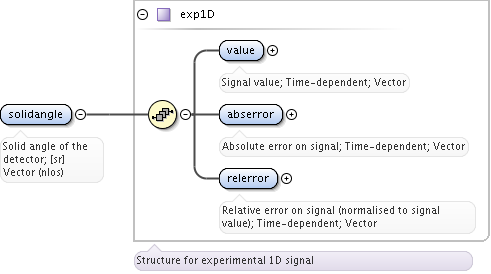 exp1D
value
Signal value; Time-dependent; Vector
solidangle
Solid angle of the
detector; [sr]
Vector (nlos)
abserror
Absolute error on signal; Time-dependent; Vector
relerror
Relative error on signal (normalised to signal
value); Time-dependent; Vector
Structure for experimental 1D signal